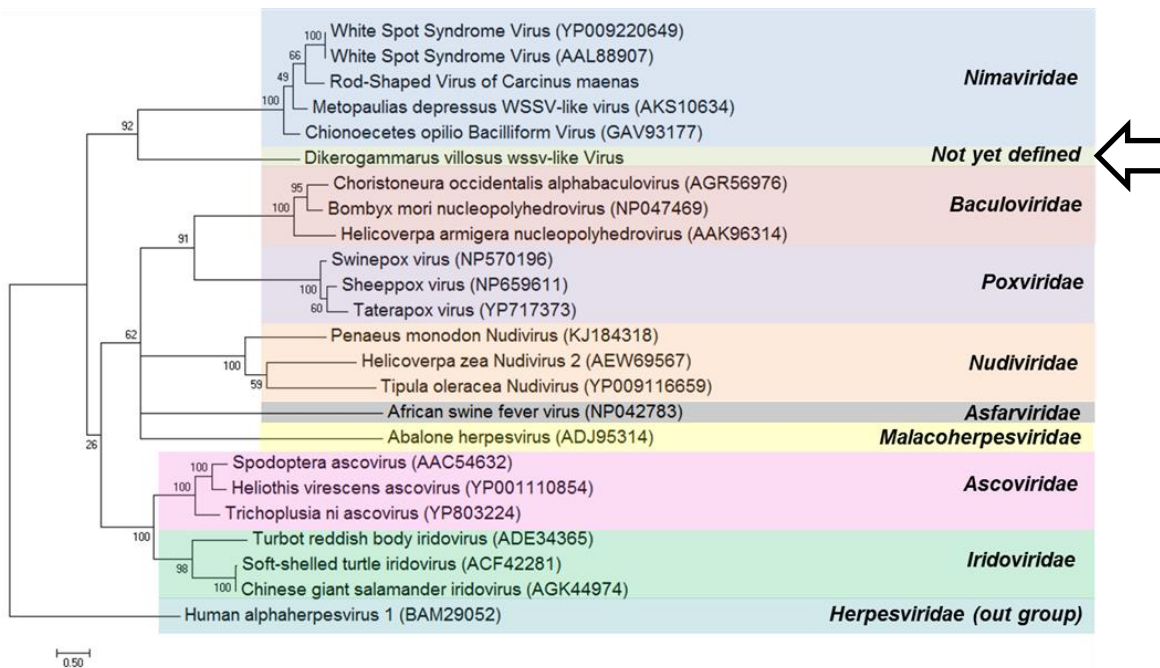 100
White Spot Syndrome Virus (YP009220649)
66
White Spot Syndrome Virus (AAL88907)
Nimaviridae
49
Rod-Shaped Virus of Carcinus maenas
100
Metopaulias depressus WSSV-like virus (AKS10634)
92
Chionoecetes opilio Bacilliform Virus (GAV93177)
Dikerogammarus villosus wssv-like Virus
Not yet defined
95
Choristoneura occidentalis alphabaculovirus (AGR56976)
100
Bombyx mori nucleopolyhedrovirus (NP047469)
Baculoviridae
91
Helicoverpa armigera nucleopolyhedrovirus (AAK96314)
Swinepox virus (NP570196)
100
Sheeppox virus (NP659611)
Poxviridae
60
Taterapox virus (YP717373)
62
Penaeus monodon Nudivirus (KJ184318)
100
Helicoverpa zea Nudivirus 2 (AEW69567)
Nudiviridae
59
Tipula oleracea Nudivirus (YP009116659)
African swine fever virus (NP042783)
Asfarviridae
26
Abalone herpesvirus (ADJ95314)
Malacoherpesviridae
100
Spodoptera ascovirus (AAC54632)
100
Heliothis virescens ascovirus (YP001110854)
Ascoviridae
Trichoplusia ni ascovirus (YP803224)
100
Turbot reddish body iridovirus (ADE34365)
98
Soft-shelled turtle iridovirus (ACF42281)
Iridoviridae
100
Chinese giant salamander iridovirus (AGK44974)
Human alphaherpesvirus 1 (BAM29052)
Herpesviridae (out group)
0.50